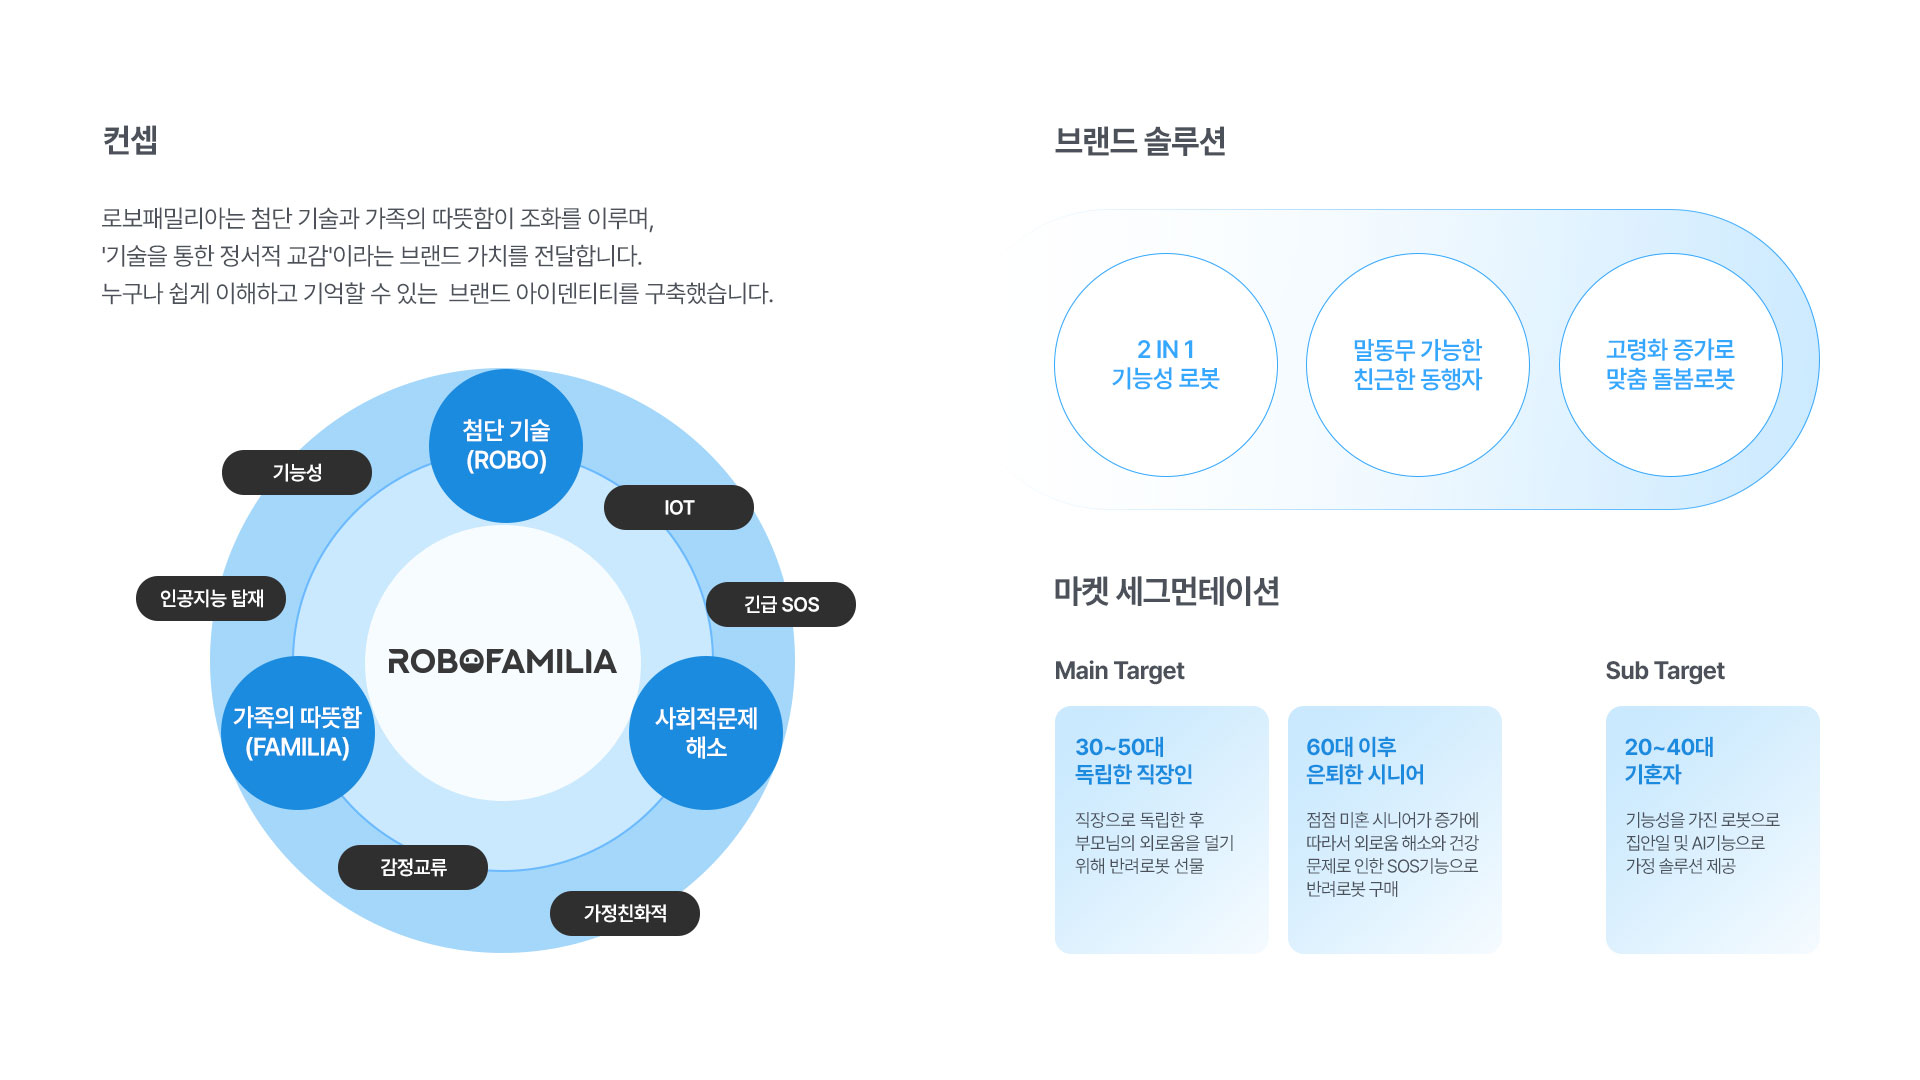 컨셉
로보패밀리아는 첨단 기술과 가족의 따뜻함이 조화를 이루며,
'기술을 통한 정서적 교감'이라는 브랜드 가치를 전달합니다.
누구나 쉽게 이해하고 기억할 수 있는  브랜드 아이덴티티를 구축했습니다.
첨단 기술
(ROBO)
기능성
IOT
인공지능 탑재
긴급 SOS
ROBOFAMILIA
가족의 따뜻함
(FAMILIA)
사회적문제
해소
감정교류
가정친화적
브랜드 솔루션
2 IN 1
기능성 로봇
말동무 가능한
친근한 동행자
고령화 증가로
맞춤 돌봄로봇
마켓 세그먼테이션
Main Target
30~50대
독립한 직장인
직장으로 독립한 후
부모님의 외로움을 덜기
위해 반려로봇 선물
60대 이후
은퇴한 시니어
점점 미혼 시니어가 증가에
따라서 외로움 해소와 건강
문제로 인한 SOS기능으로
반려로봇 구매
Sub Target
20~40대
기혼자
기능성을 가진 로봇으로
집안일 및 AI기능으로
가정 솔루션 제공